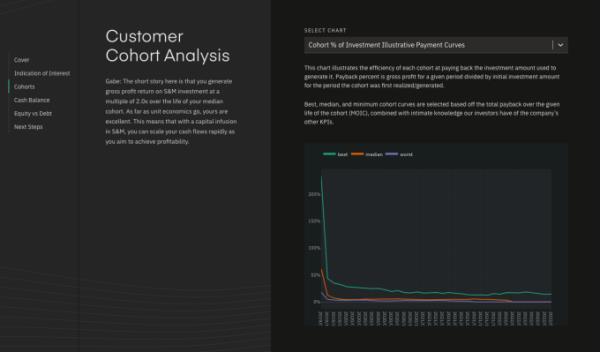 Customer
Cohort Analysis
Cover
Indication of Interest
Cohorts
Cash Balance
Equity vs Debt
Next Steps
Gabe: The short story here is that you generate
gross profit return on S&M investment at a
multiple of 2.0x over the life of your median
cohort. As far as unit economics go, yours are
excellent. This means that with a capital infusion
in S&M, you can scale your cash flows rapidly as
you aim to achieve profitability.
SELECT CHART
Cohort % of Investment Illustrative Payment Curves
This chart illustrates the efficiency of each cohort at paying back the investment amount used to
generate it. Payback percent is gross profit for a given period divided by initial investment amount
for the period the cohort was first realized/generated.
Best, median, and minimum cohort curves are selected based off the total payback over the given
life of the cohort (MOIC), combined with intimate knowledge our investors have of the company's
other KPIs.
best median worst
200%
150%
100%
50%
0%